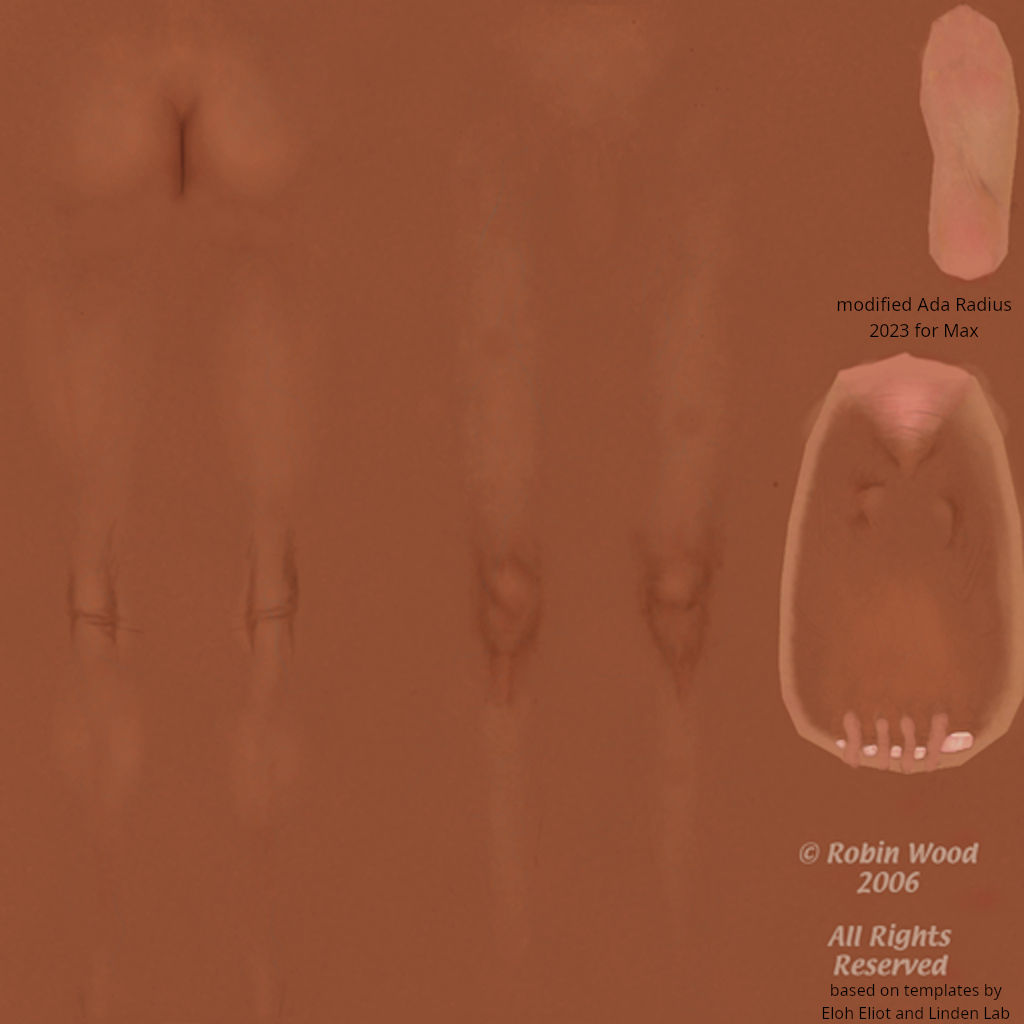 modified Ada Radius
2023 for Max
© Robin Wood
2006
All Rights
Reserved
based on templates by
Eloh Eliot and Linden Lab